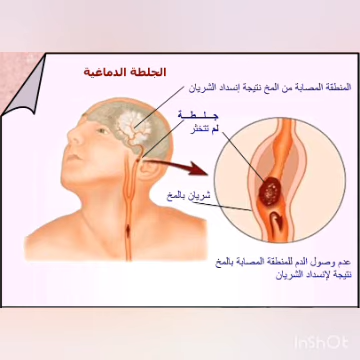 الجلطة الدماغية
المنطقة المصابة من المخ نتيجة إنسداد الشريان
جـــلـــطـــة
لم تتخثر
شريان بالمخ
عدم وصول الدم للمنطقة المصابة بالمخ
نتيجة لإنسداد الشريان
InShOt